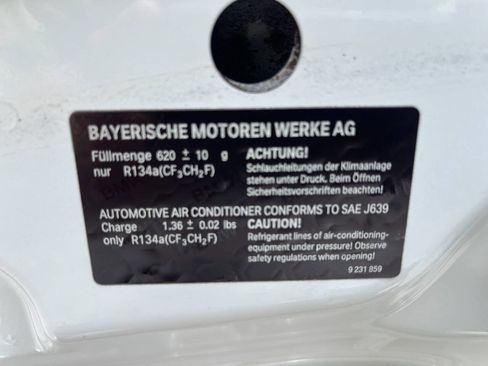 BAYERISCHE MOTOREN WERKE AG
Füllmenge 620 ± 10 g
nur R134a(CF₃CH₂F)
ACHTUNG!
Schlauchleitungen der Klimaanlage
stehen unter Druck. Beim Öffnen
Sicherheitsvorschriften beachten!
AUTOMOTIVE AIR CONDITIONER CONFORMS TO SAE J639
Charge 1.36 ± 0.02 lbs
only R134a(CF₃CH₂F)
CAUTION!
Refrigerant lines of air-conditioning-
equipment under pressure! Observe
safety regulations when opening!
9 231 859